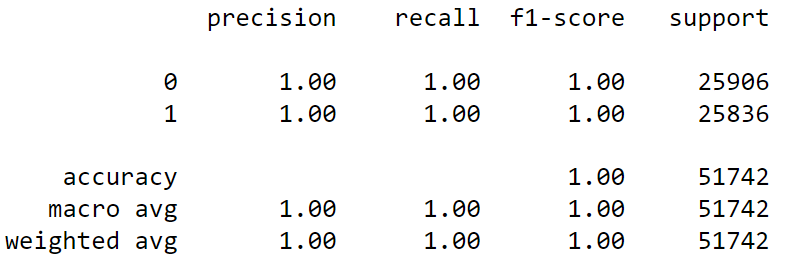 precision recall f1-score support
0 1.00 1.00 1.00 25906
1 1.00 1.00 1.00 25836
accuracy 1.00 51742
macro avg 1.00 1.00 1.00 51742
weighted avg 1.00 1.00 1.00 51742